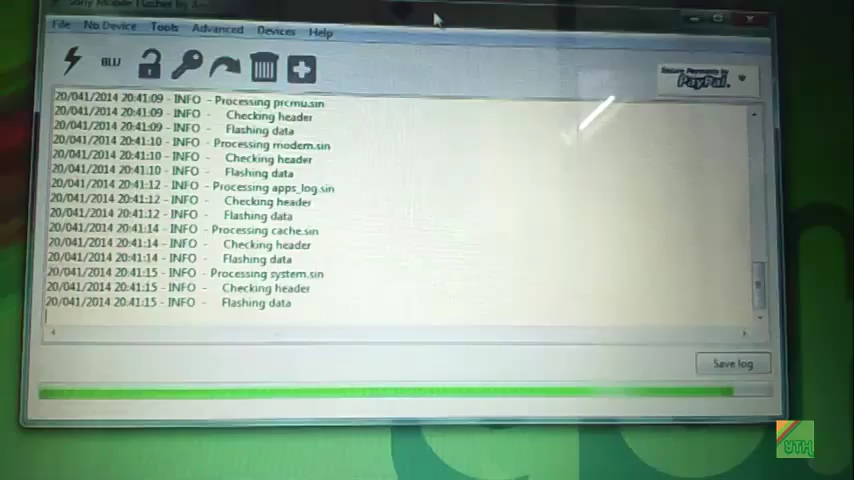 Sony Mobile Flasher by
File No Device Tools Advanced Devices Help
BLU
Secure Payments by
PayPal
20/041/2014 20:41:09 - INFO - Processing prcmu.sin
20/041/2014 20:41:09 - INFO - Checking header
20/041/2014 20:41:09 - INFO - Flashing data
20/041/2014 20:41:10 - INFO - Processing modem.sin
20/041/2014 20:41:10 - INFO - Checking header
20/041/2014 20:41:10 - INFO - Flashing data
20/041/2014 20:41:12 - INFO - Processing apps_log.sin
20/041/2014 20:41:12 - INFO - Checking header
20/041/2014 20:41:12 - INFO - Flashing data
20/041/2014 20:41:14 - INFO - Processing cache.sin
20/041/2014 20:41:14 - INFO - Checking header
20/041/2014 20:41:14 - INFO - Flashing data
20/041/2014 20:41:15 - INFO - Processing system.sin
20/041/2014 20:41:15 - INFO - Checking header
20/041/2014 20:41:15 - INFO - Flashing data
Save log